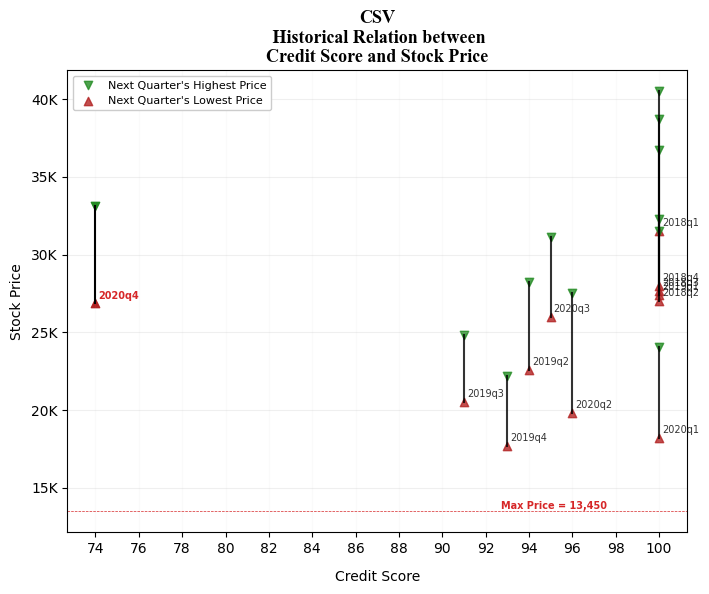 CSV
Historical Relation between
Credit Score and Stock Price
Next Quarter's Highest Price
Next Quarter's Lowest Price
40K
35K
30K
25K
20K
15K
Stock Price
2018q1
2018q4
2018q2
2020q4
2020q3
2019q2
2019q3
2020q2
2019q4
2020q1
Max Price = 13,450
74 76 78 80 82 84 86 88 90 92 94 96 98 100
Credit Score